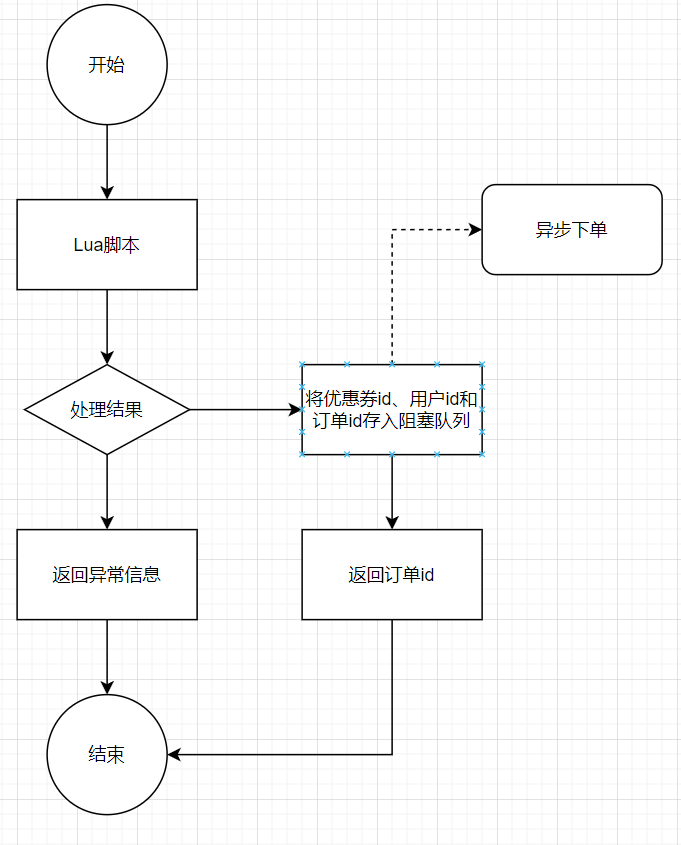 开始
Lua脚本
异步下单
处理结果
将优惠券id、用户id和
订单id存入阻塞队列
返回异常信息
返回订单id
结束